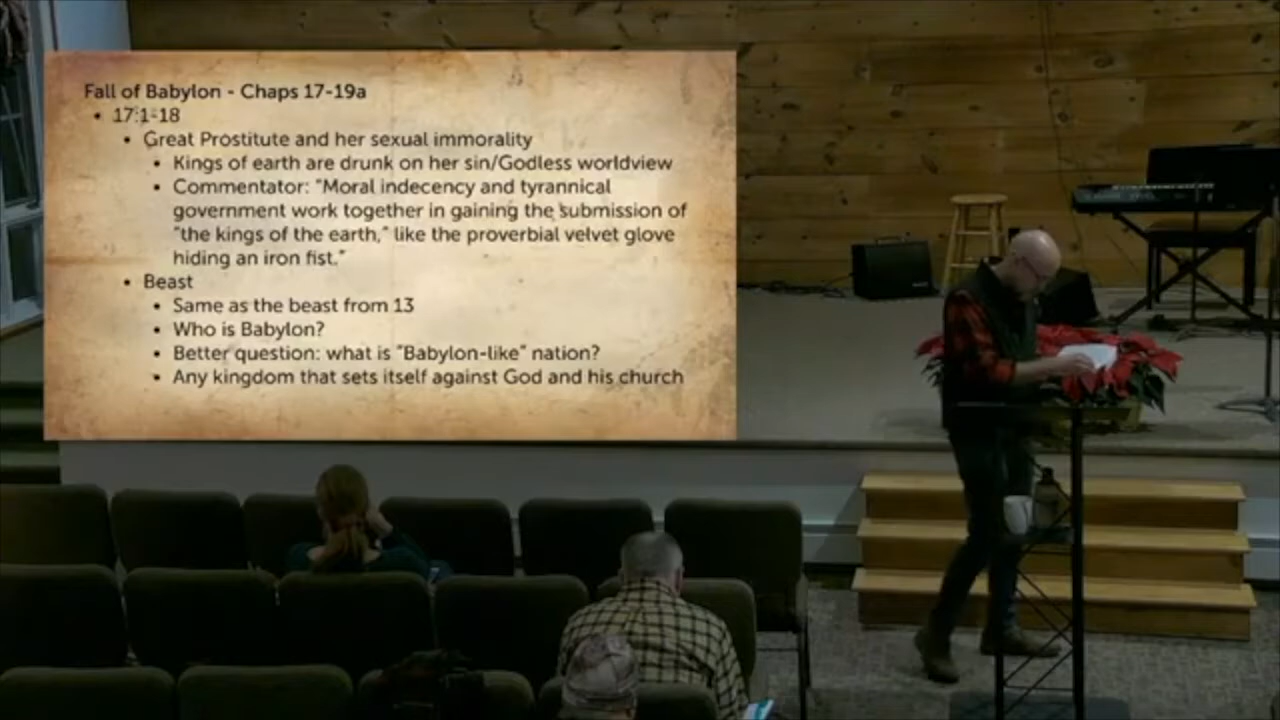 Fall of Babylon - Chaps 17-19a
• 17:1-18
• Great Prostitute and her sexual immorality
• Kings of earth are drunk on her sin/Godless worldview
• Commentator: "Moral indecency and tyrannical
government work together in gaining the submission of
"the kings of the earth," like the proverbial velvet glove
hiding an iron fist."
• Beast
• Same as the beast from 13
• Who is Babylon?
• Better question: what is "Babylon-like" nation?
• Any kingdom that sets itself against God and his church